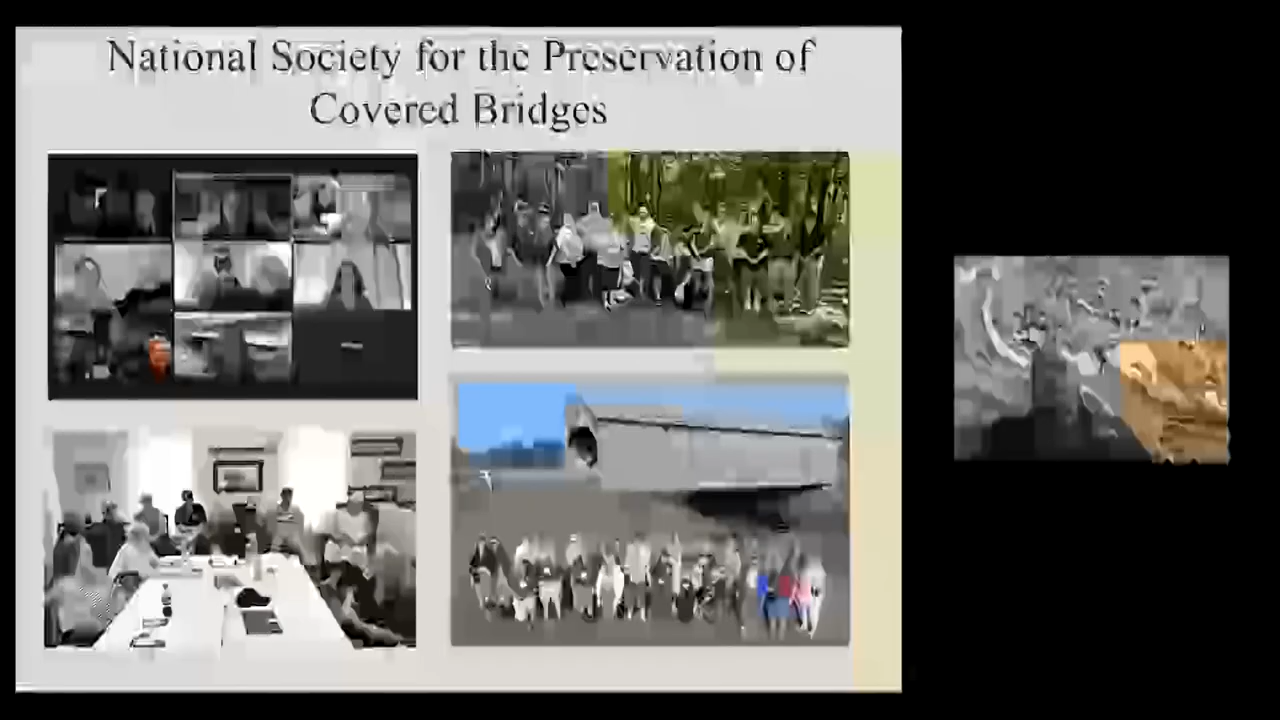 National Society for the Preservation of
Covered Bridges